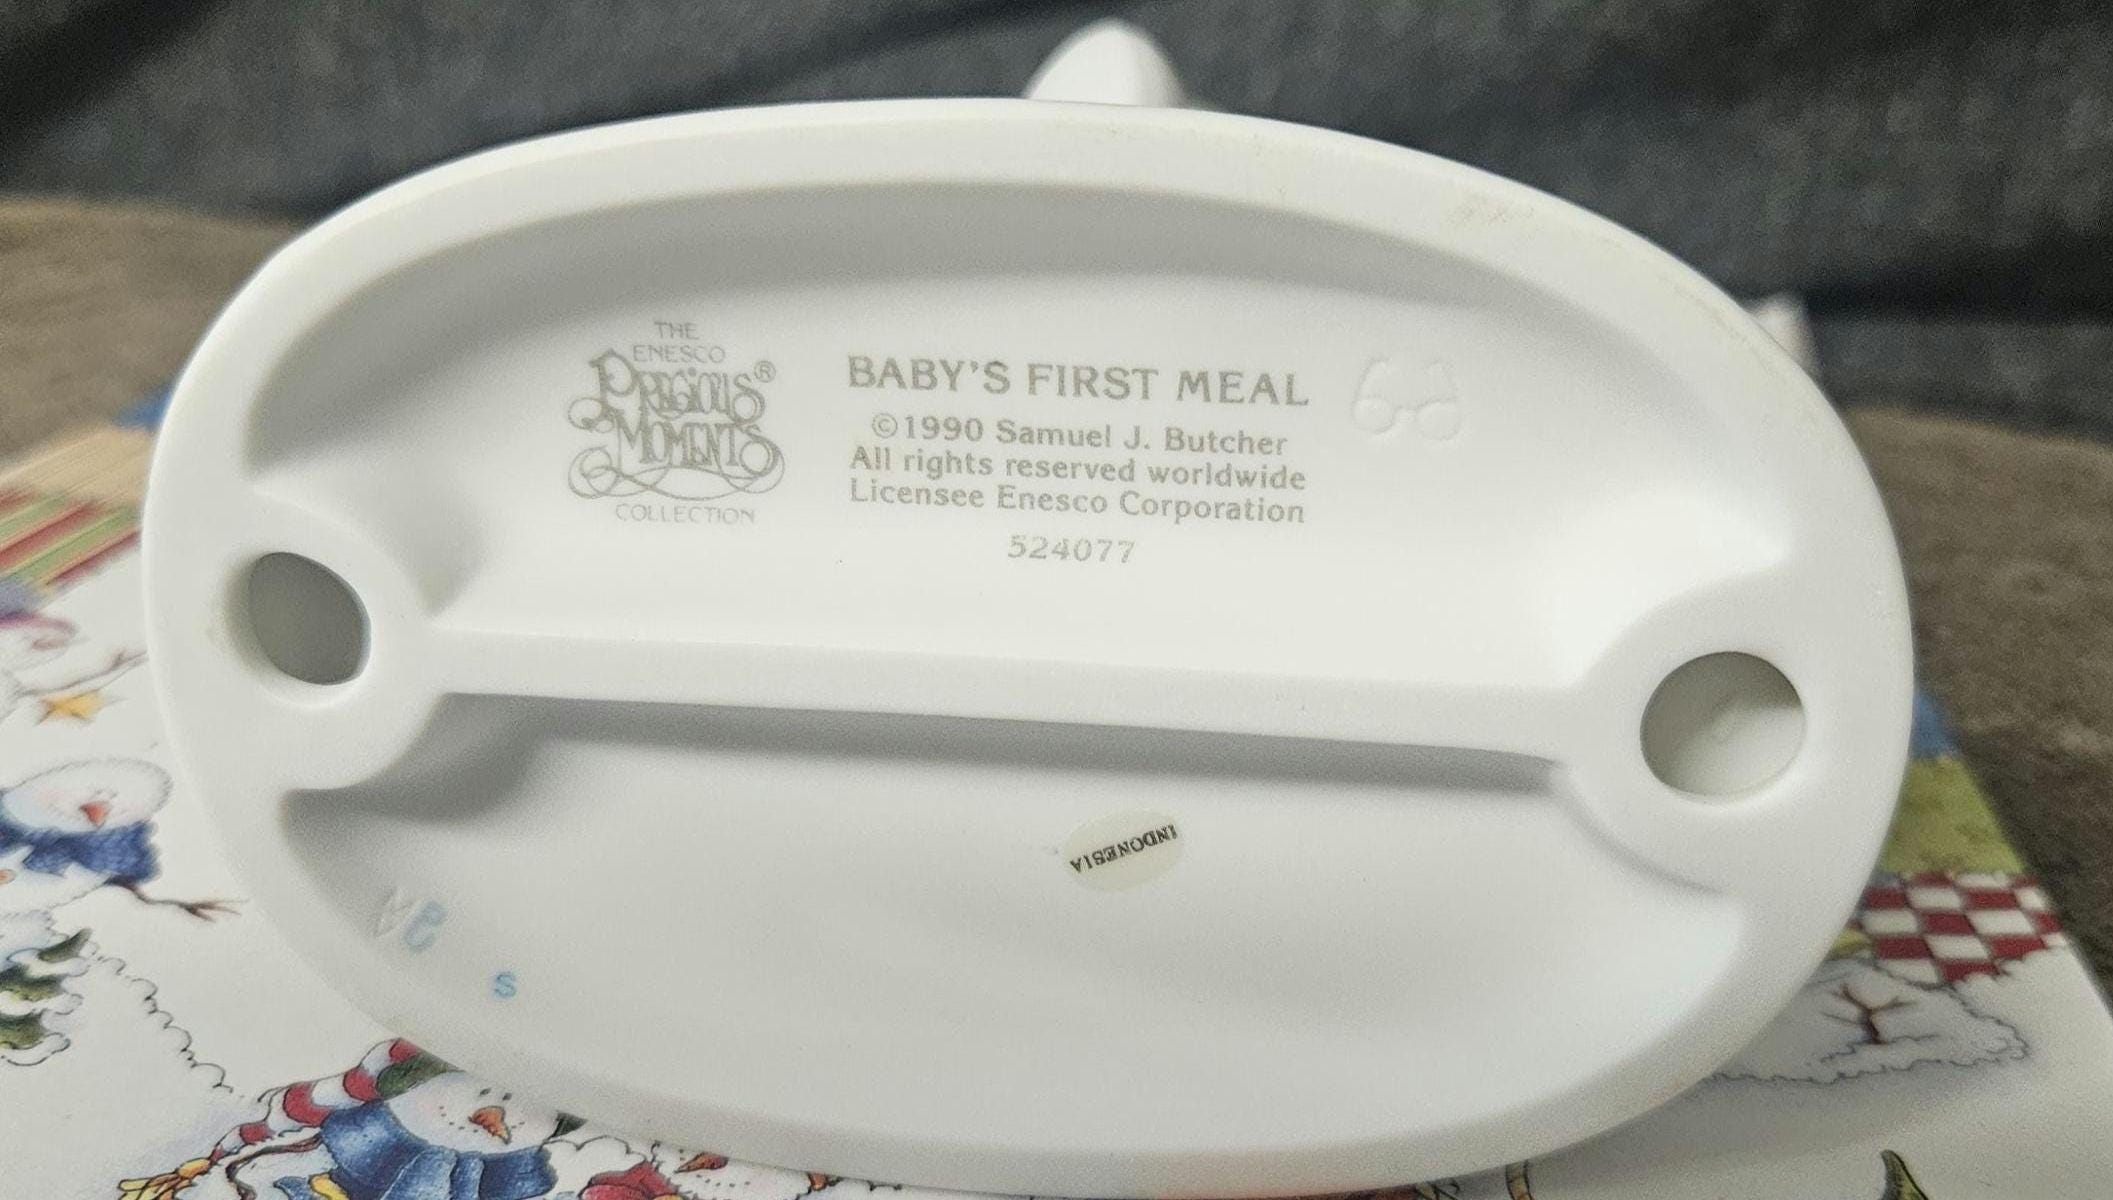 THE
ENESCO
PRECIOUS®
MOMENTS
COLLECTION
BABY'S FIRST MEAL
©1990 Samuel J. Butcher
All rights reserved worldwide
Licensee Enesco Corporation
524077
INDONESIA
s